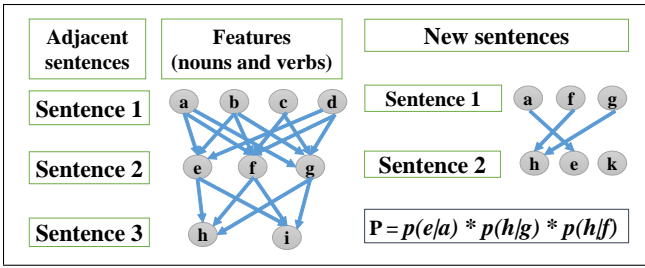 Adjacent
sentences
Features
(nouns and verbs)
New sentences
Sentence 1
a b c d
Sentence 2
e f g
Sentence 3
h i
Sentence 1
a f g
Sentence 2
h e k
P = p(e/a) * p(h/g) * p(h/f)